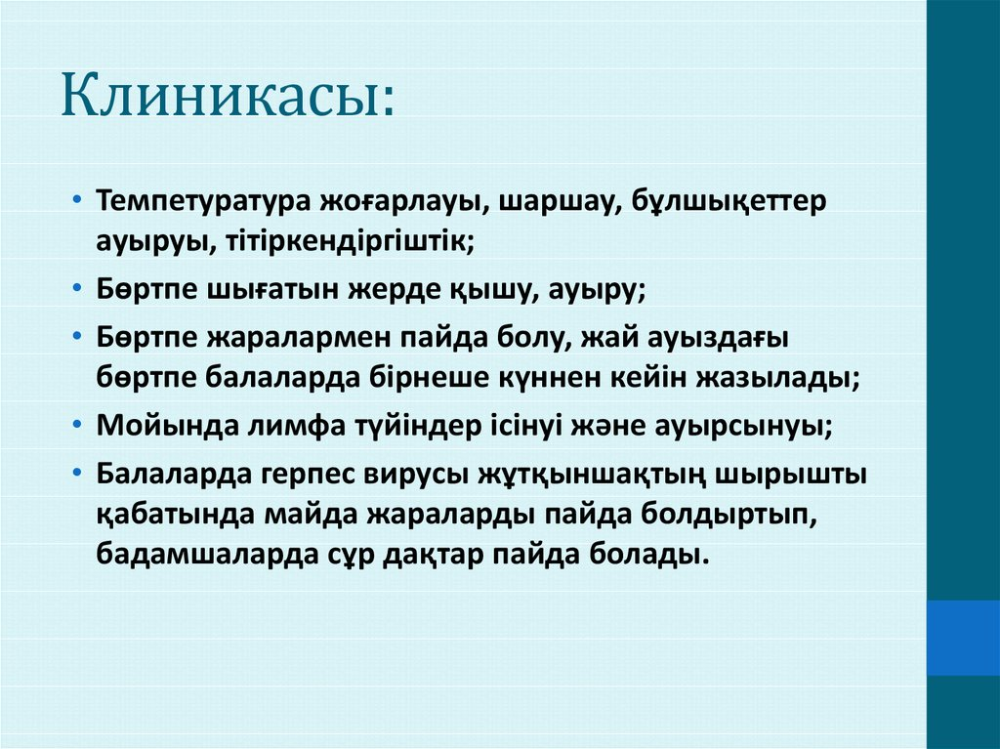 Клиникасы:
• Темпетуратура жоғарлауы, шаршау, бұлшықеттер
ауыруы, тітіркендіргіштік;
• Бөртпе шығатын жерде қышу, ауыру;
• Бөртпе жаралармен пайда болу, жай ауыздағы
бөртпе балаларда бірнеше күннен кейін жазылады;
• Мойында лимфа түйіндер ісінуі және ауырсынуы;
• Балаларда герпес вирусы жұтқыншақтың шырышты
қабатында майда жараларды пайда болдыртып,
бадамшаларда сұр дақтар пайда болады.